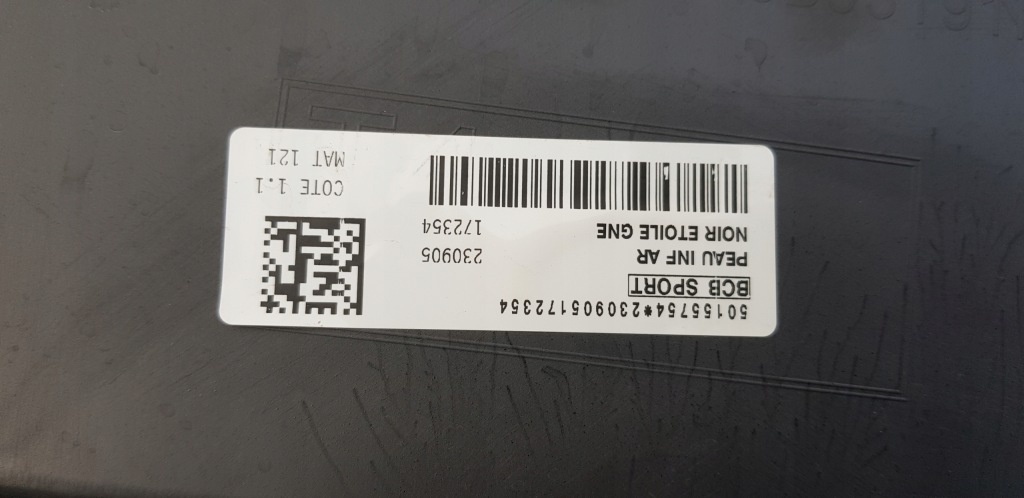 50155754*230905172354
BCB SPORT
PEAU INF AR 230905
NOIR ETOILE GNE 172354
COTE 1.1
MAT 121